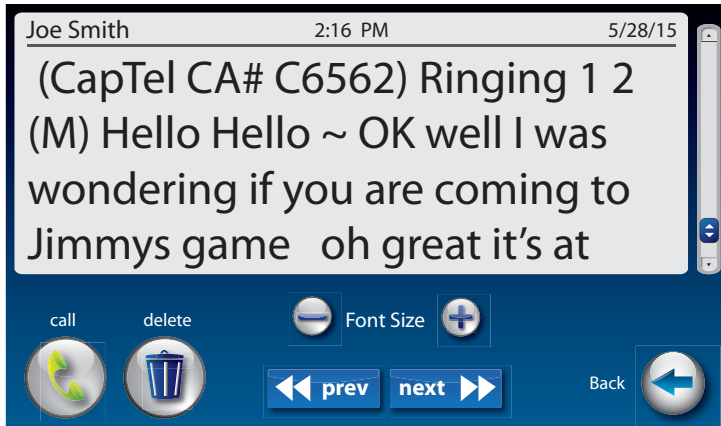 Joe Smith 2:16 PM 5/28/15
(CapTel CA# C6562) Ringing 1 2
(M) Hello Hello ~ OK well I was
wondering if you are coming to
Jimmys game oh great it's at
call delete Font Size
prev next Back